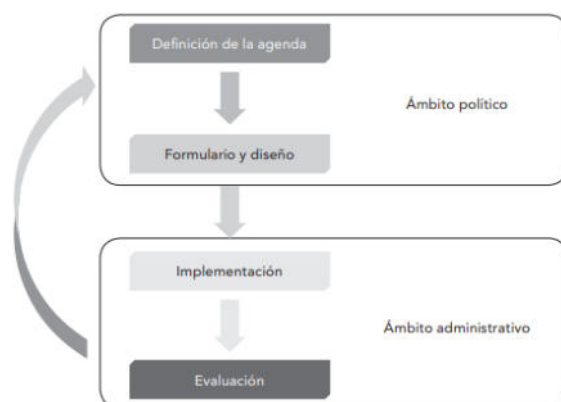 Definición de la agenda
Ámbito político
Formulario y diseño
Implementación
Ámbito administrativo
Evaluación